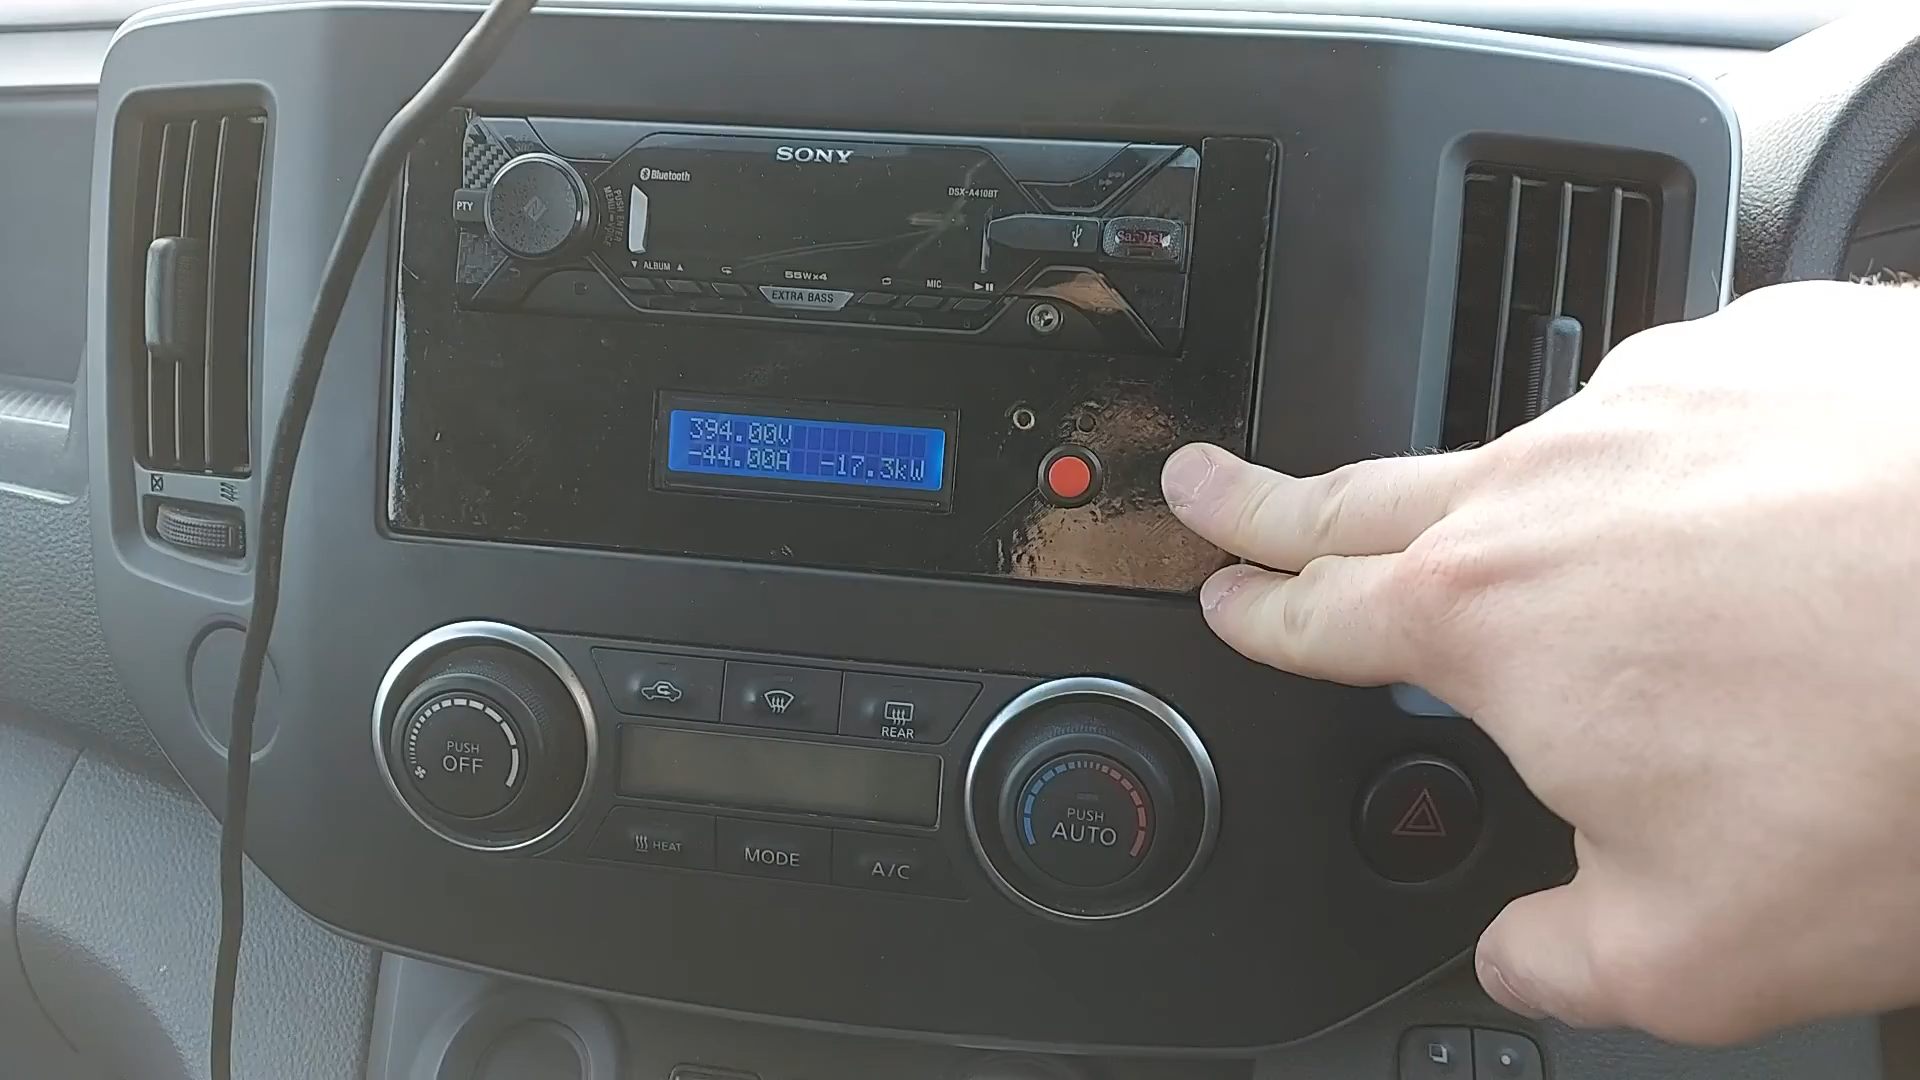 SONY
Bluetooth
DSX-A410BT
PTY
PUSH ENTER
MENU VOICE
SanDisk
ALBUM
55W×4
MIC
EXTRA BASS
394.00V
-44.00A -17.3kW
REAR
PUSH
OFF
PUSH
AUTO
HEAT
MODE
A/C